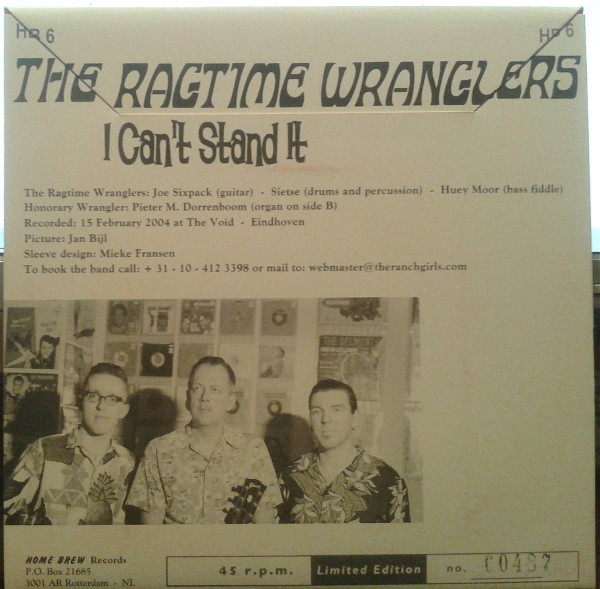 HB 6
HB 6
THE RAGTIME WRANGLERS
I Can't Stand It
The Ragtime Wranglers: Joe Sixpack (guitar) - Sietse (drums and percussion) - Huey Moor (bass fiddle)
Honorary Wrangler: Pieter M. Dorrenboom (organ on side B)
Recorded: 15 February 2004 at The Void - Eindhoven
Picture: Jan Bijl
Sleeve design: Mieke Fransen
To book the band call: + 31 - 10 - 412 3398 or mail to: webmaster@theranchgirls.com
HOME BREW Records
P.O. Box 21685
3001 AR Rotterdam - NL
45 r.p.m.
Limited Edition
no. C0487